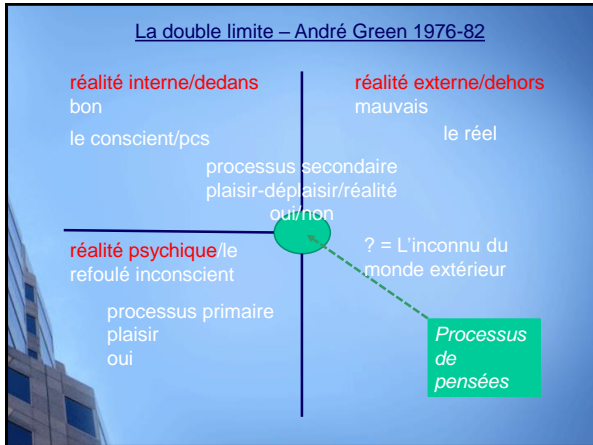 La double limite – André Green 1976-82
réalité interne/dedans
bon
le conscient/pcs
réalité externe/dehors
mauvais
le réel
processus secondaire
plaisir-déplaisir/réalité
oui/non
réalité psychique/le
refoulé inconscient
processus primaire
plaisir
oui
? = L'inconnu du
monde extérieur
Processus
de
pensées